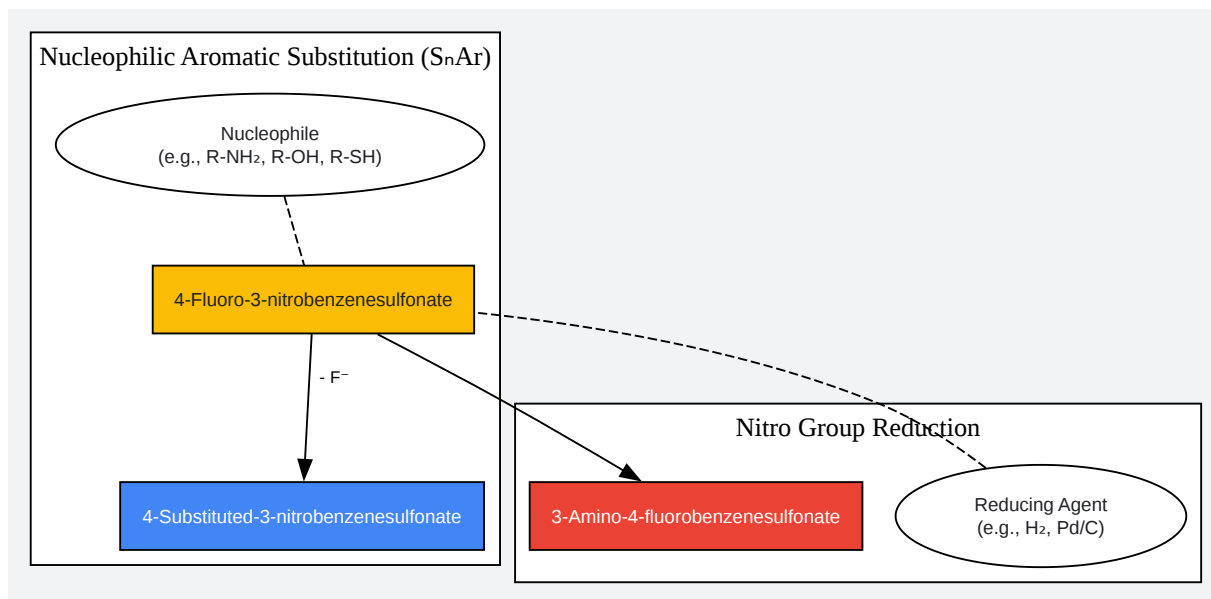 Nucleophilic Aromatic Substitution (SₙAr)
Nucleophile
(e.g., R-NH₂, R-OH, R-SH)
4-Fluoro-3-nitrobenzenesulfonate
- F⁻
4-Substituted-3-nitrobenzenesulfonate
Nitro Group Reduction
3-Amino-4-fluorobenzenesulfonate
Reducing Agent
(e.g., H₂, Pd/C)